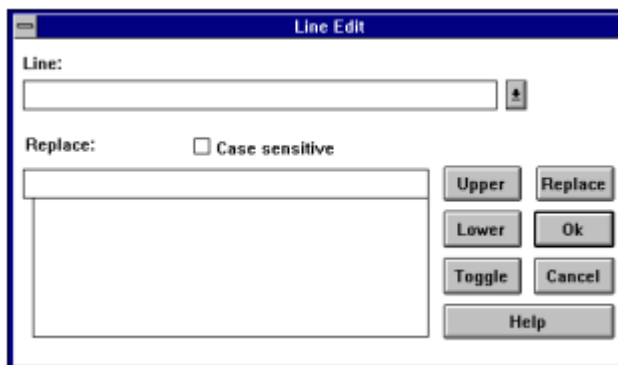 Line Edit
Line:
Replace:
Case sensitive
Upper
Replace
Lower
Ok
Toggle
Cancel
Help